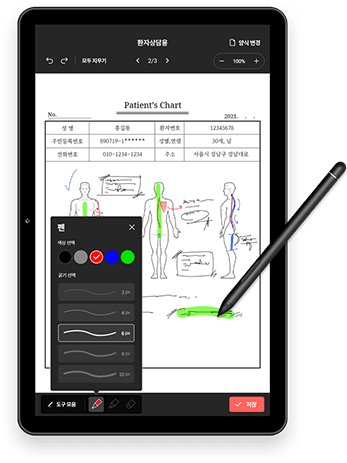 환자상담용
양식 변경
모두 지우기
2/3
100%
Patient's Chart
No.
2021. . .
성 명 홍길동 환자번호 12345678
주민등록번호 890719-1****** 성별,연령 30세, 남
전화번호 010-1234-1234 주소 서울시 강남구 강남대로
펜
색상 선택
굵기 선택
2 px
4 px
6 px
8 px
10 px
도구 모음
저장